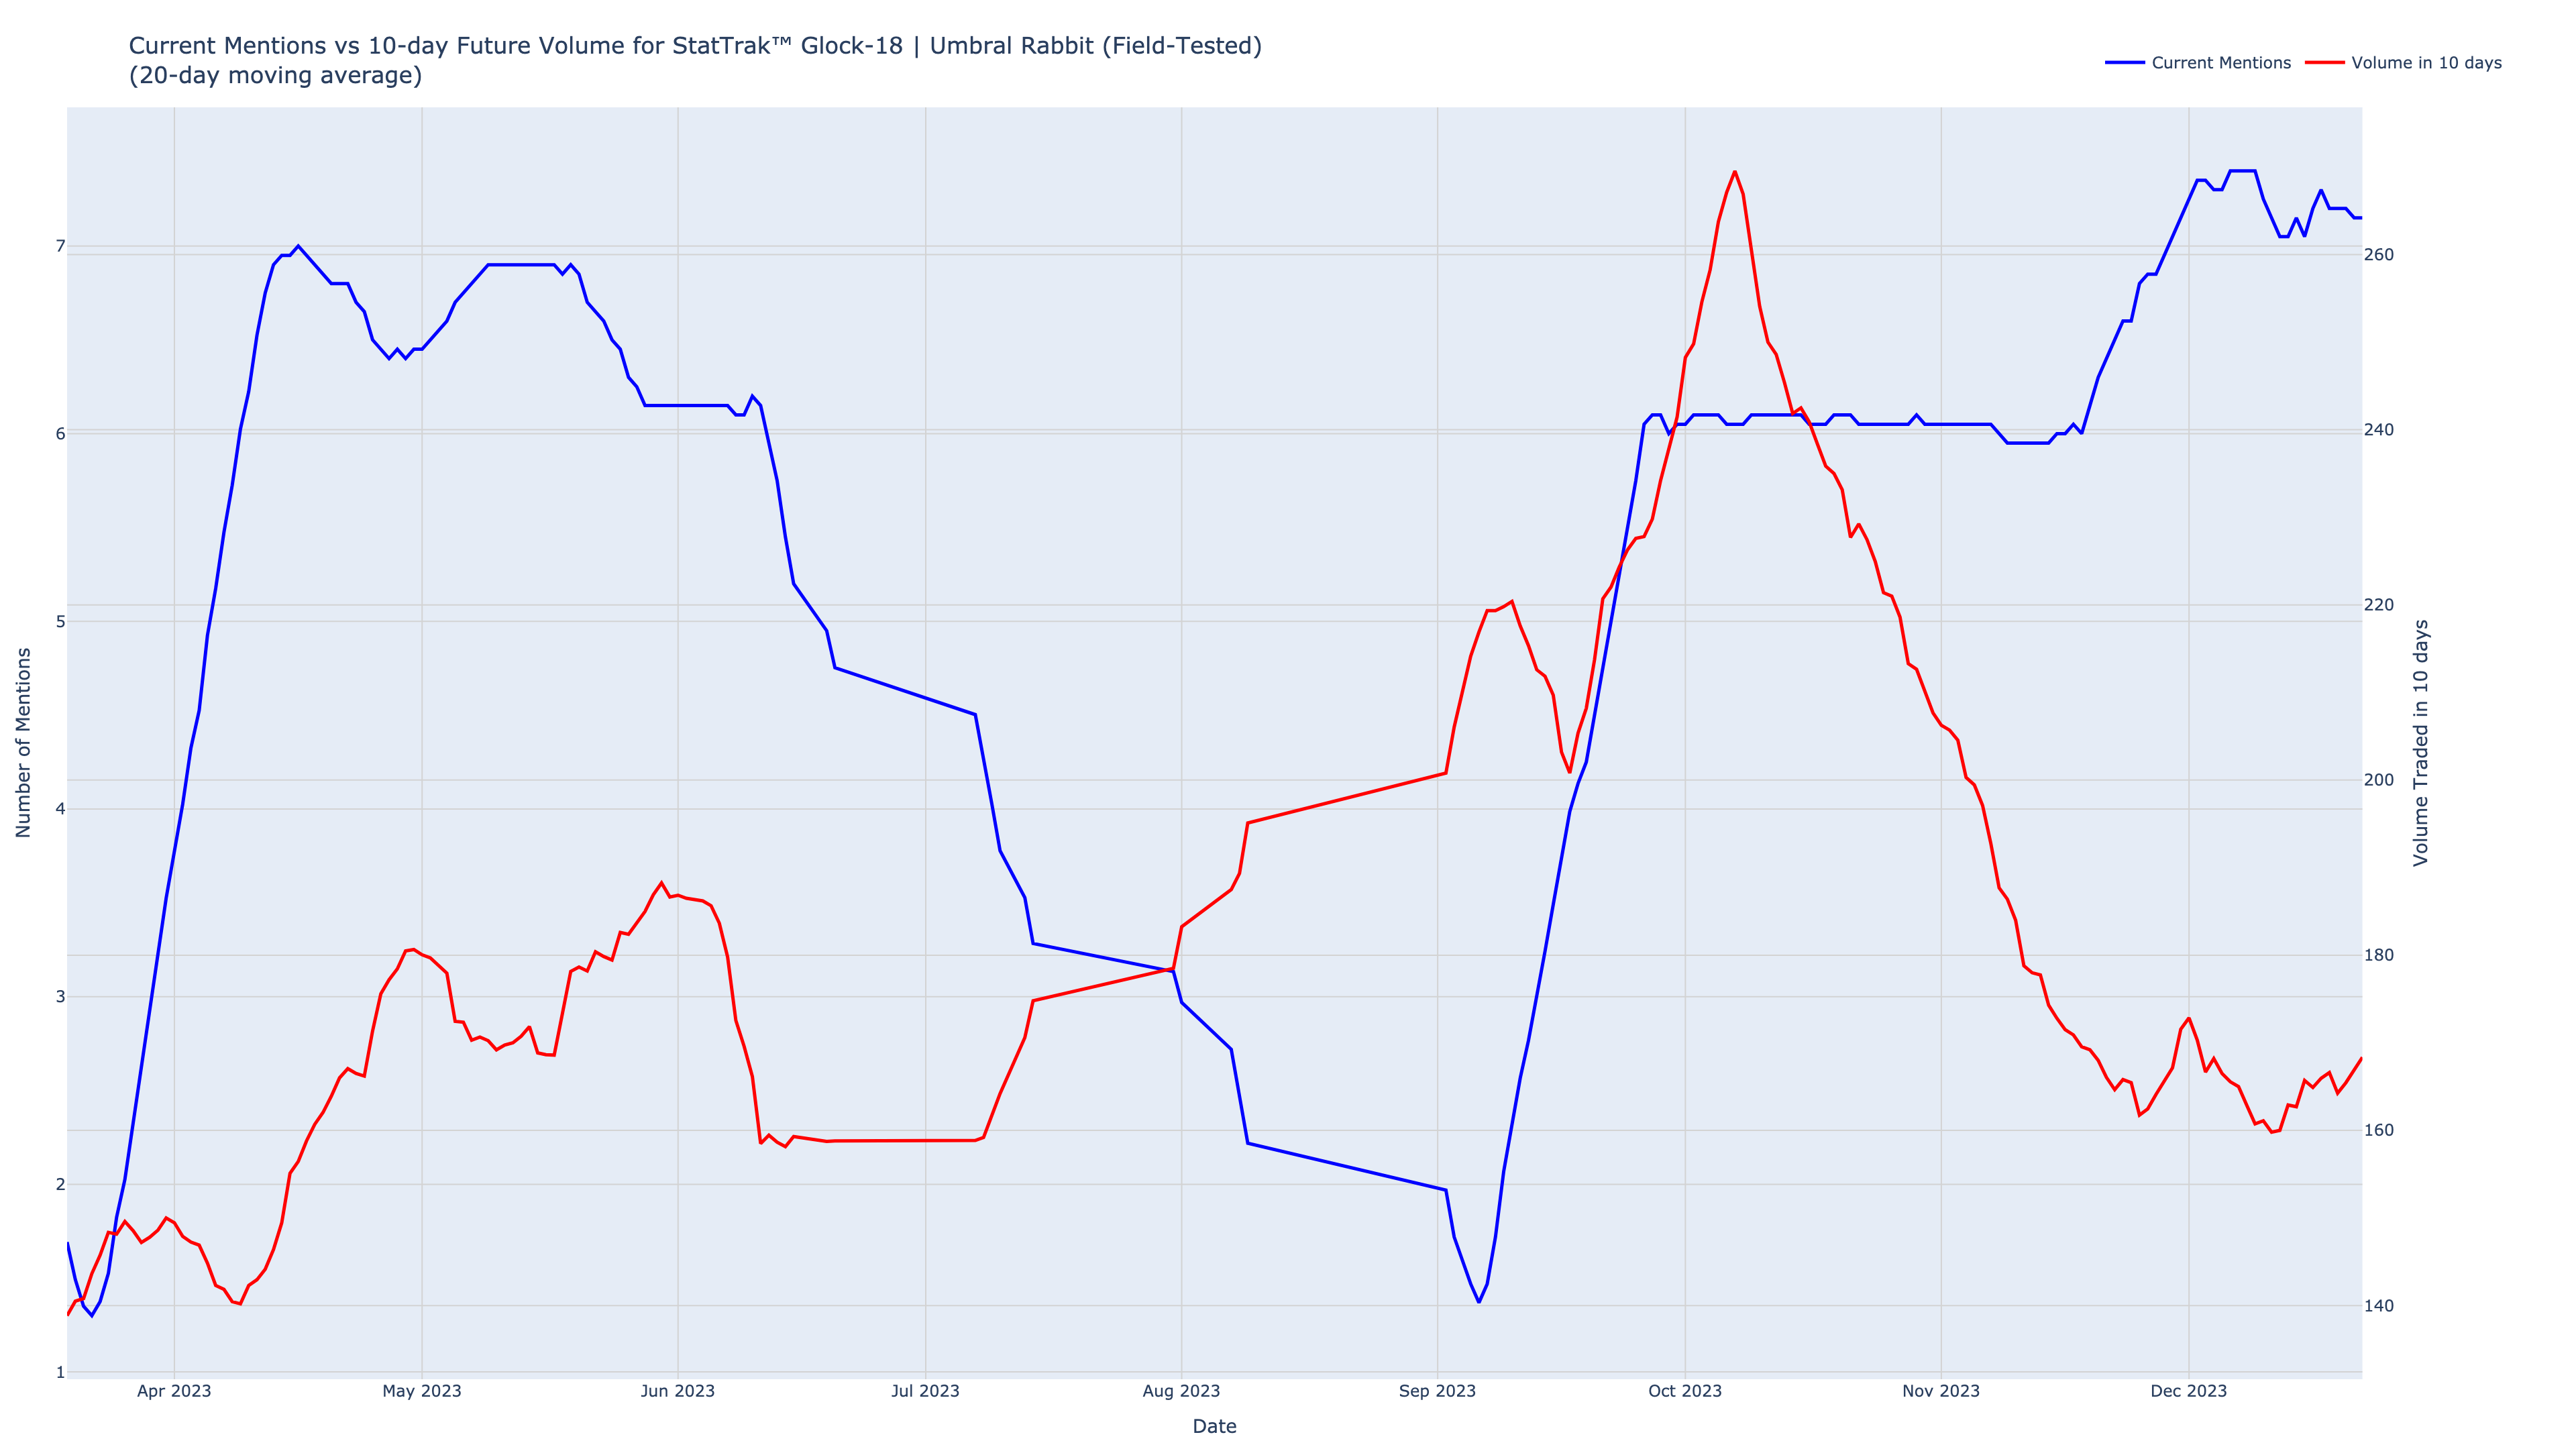 Current Mentions vs 10-day Future Volume for StatTrak™ Glock-18 | Umbral Rabbit (Field-Tested)
(20-day moving average)
Current Mentions
Volume in 10 days
7
6
5
4
3
2
1
Number of Mentions
260
240
220
200
180
160
140
Volume Traded in 10 days
Apr 2023
May 2023
Jun 2023
Jul 2023
Aug 2023
Sep 2023
Oct 2023
Nov 2023
Dec 2023
Date